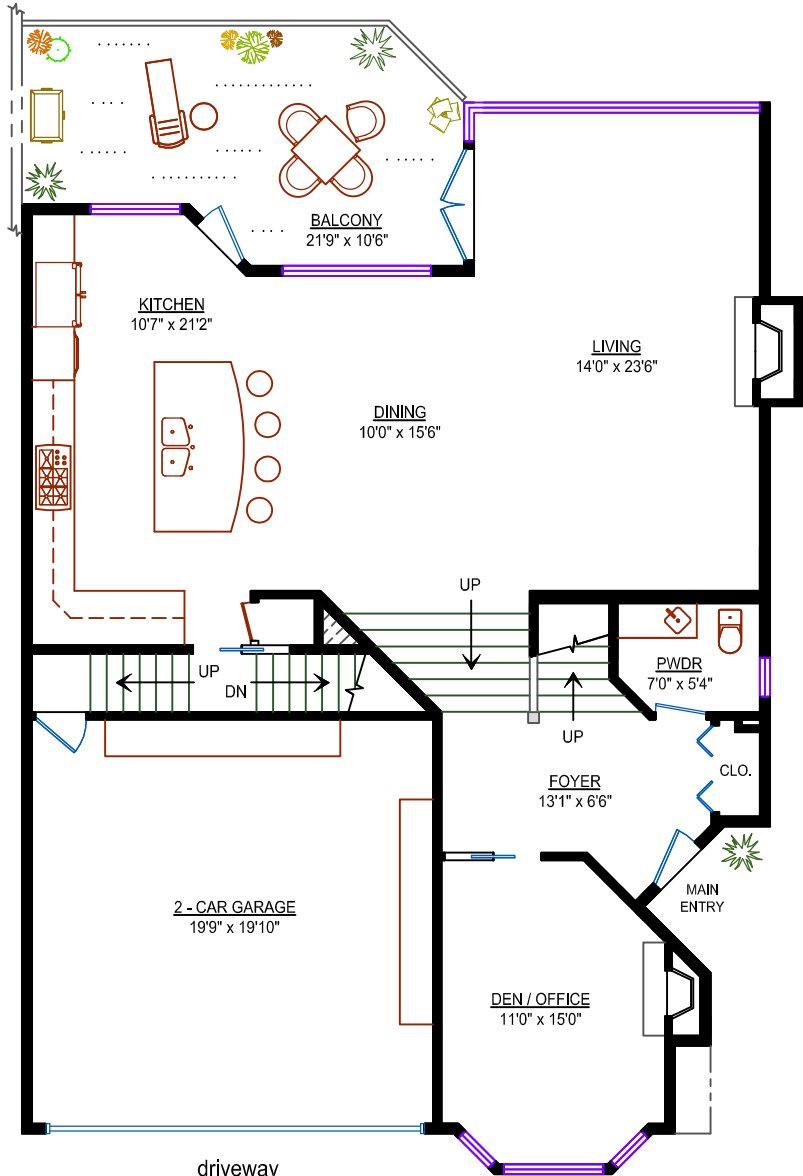 BALCONY
21'9" x 10'6"
KITCHEN
10'7" x 21'2"
LIVING
14'0" x 23'6"
DINING
10'0" x 15'6"
UP
UP
DN
PWDR
7'0" x 5'4"
UP
FOYER
13'1" x 6'6"
CLO.
MAIN
ENTRY
2 - CAR GARAGE
19'9" x 19'10"
DEN / OFFICE
11'0" x 15'0"
driveway